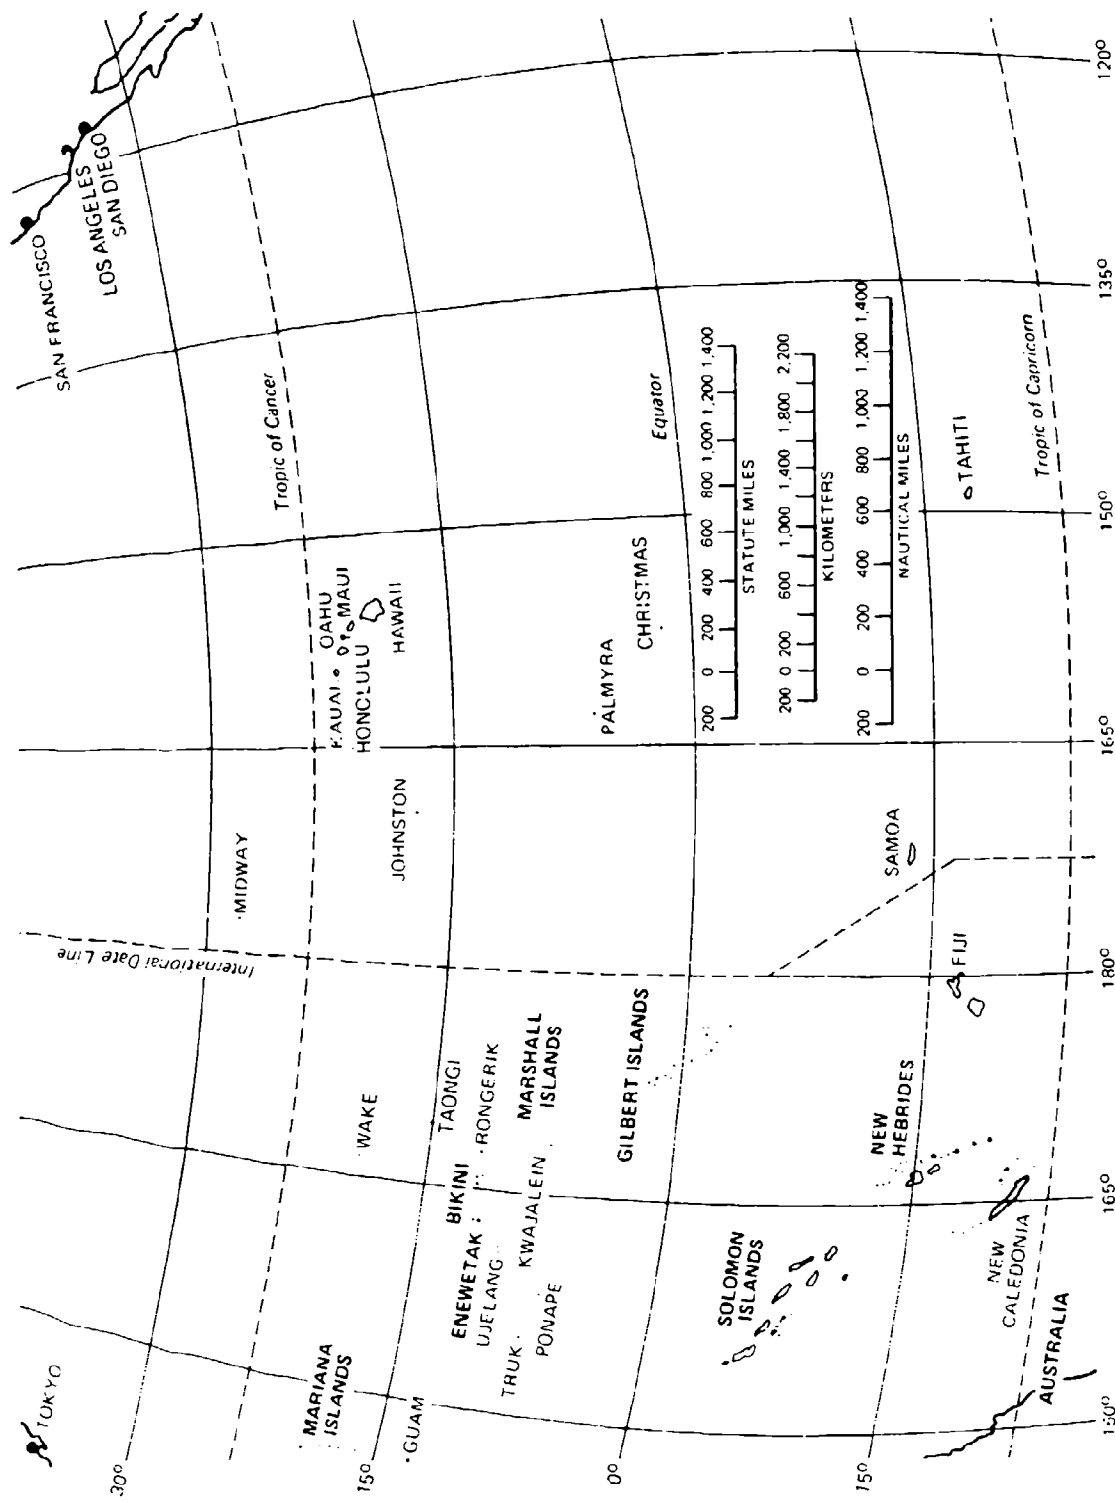 TOKYO
SAN FRANCISCO
LOS ANGELES
SAN DIEGO
30°
International Date Line
MIDWAY
Tropic of Cancer
MARIANA
ISLANDS
WAKE
KAUAI
OAHU
MAUI
HONCLULU
HAWAII
JOHNSTON
15°
GUAM
TAONGI
BIKINI
RONGERIK
ENEWETAK
UJELANG
MARSHALL
ISLANDS
KWAJALEIN
TRUK
PONAPE
PALMYRA
CHRISTMAS
GILBERT ISLANDS
Equator
0°
200 0 200 400 600 800 1,000 1,200 1,400
STATUTE MILES
200 0 200 600 1,000 1,400 1,800 2,200
KILOMETERS
200 0 200 400 600 800 1,000 1,200 1,400
NAUTICAL MILES
SOLOMON
ISLANDS
15°
SAMOA
NEW
HEBRIDES
FIJI
TAHITI
NEW
CALEDONIA
Tropic of Capricorn
AUSTRALIA
150° 165° 180° 165° 150° 135° 120°